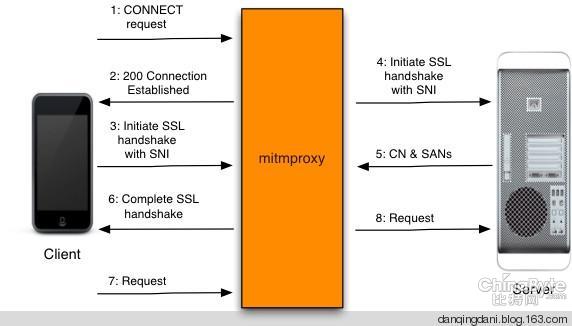 1: CONNECT
request
2: 200 Connection
Established
3: Initiate SSL
handshake
with SNI
4: Initiate SSL
handshake
with SNI
mitmproxy
5: CN & SANs
6: Complete SSL
handshake
8: Request
Client
7: Request
Server
ChinaByte
比特网
danqingdani.blog.163.com